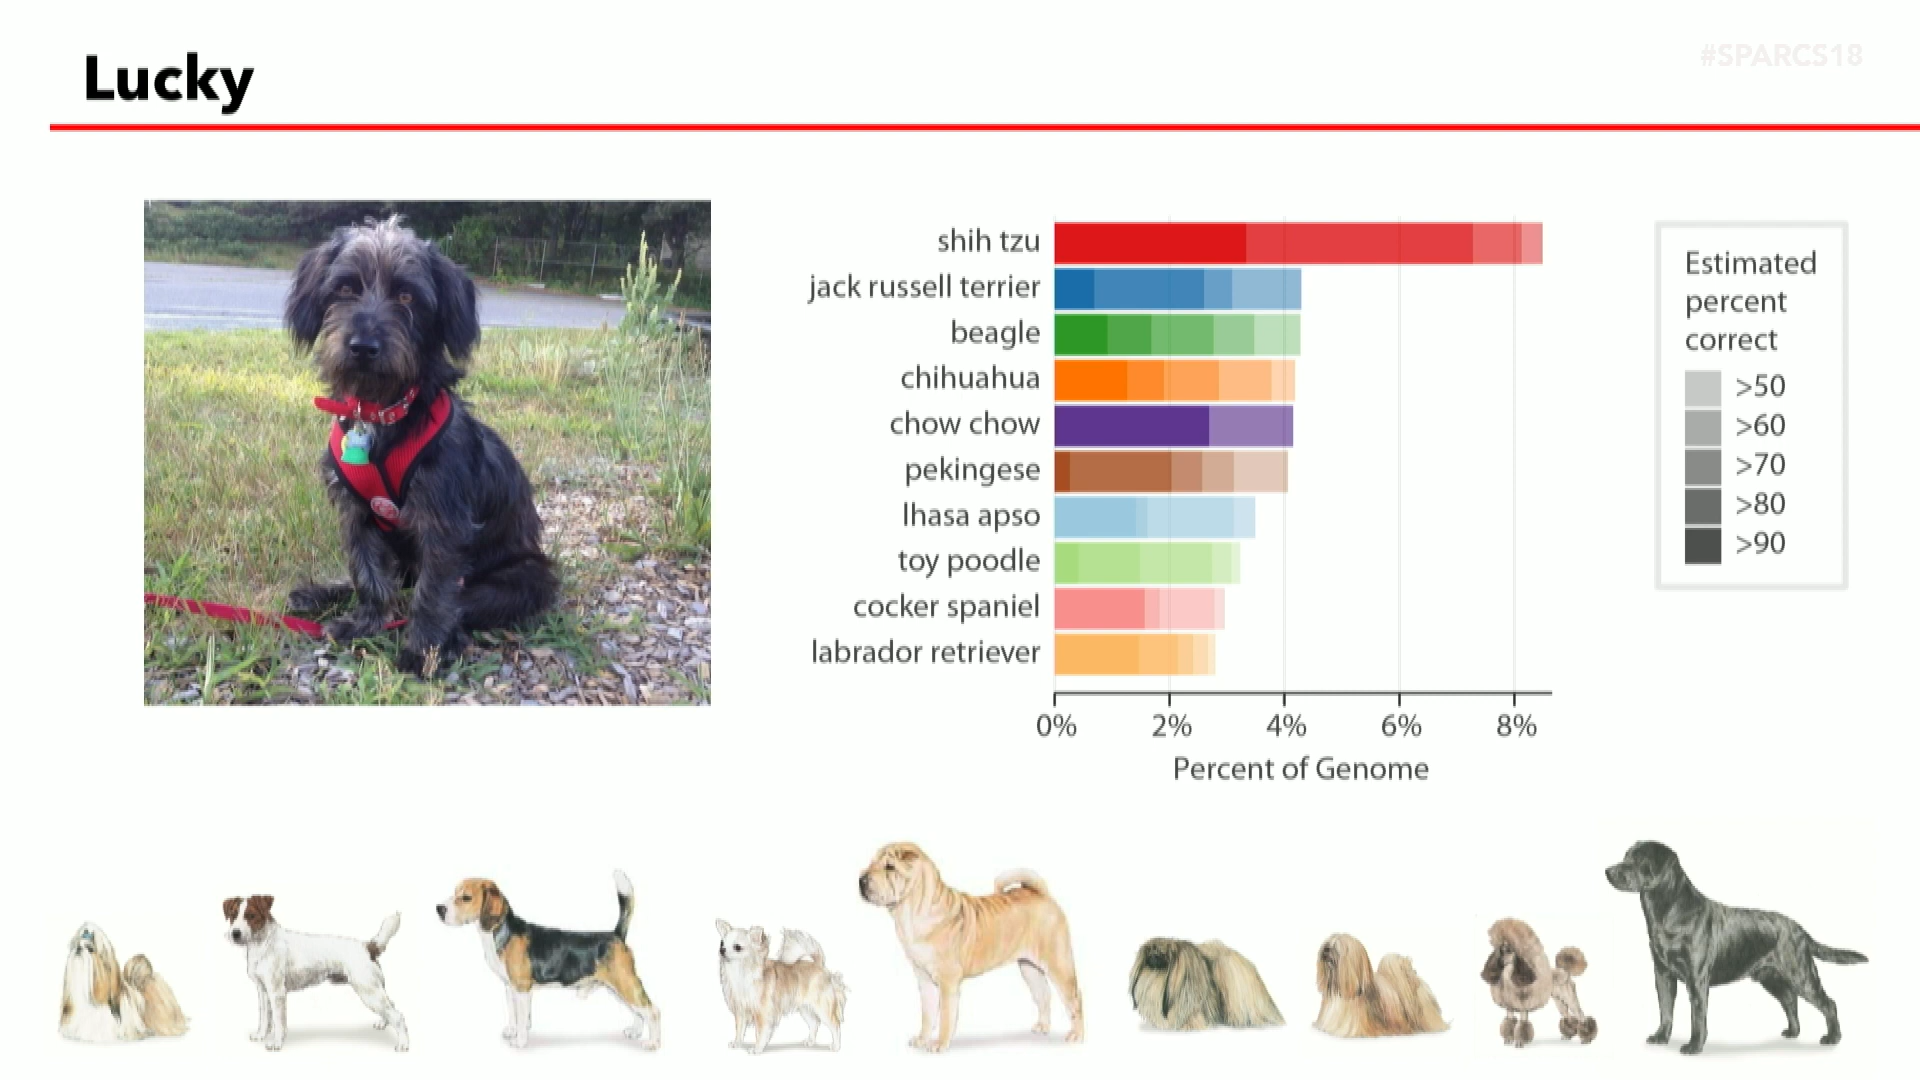 #SPARCS18
Lucky
shih tzu
jack russell terrier
beagle
chihuahua
chow chow
pekingese
lhasa apso
toy poodle
cocker spaniel
labrador retriever
0% 2% 4% 6% 8%
Percent of Genome
Estimated
percent
correct
>50
>60
>70
>80
>90